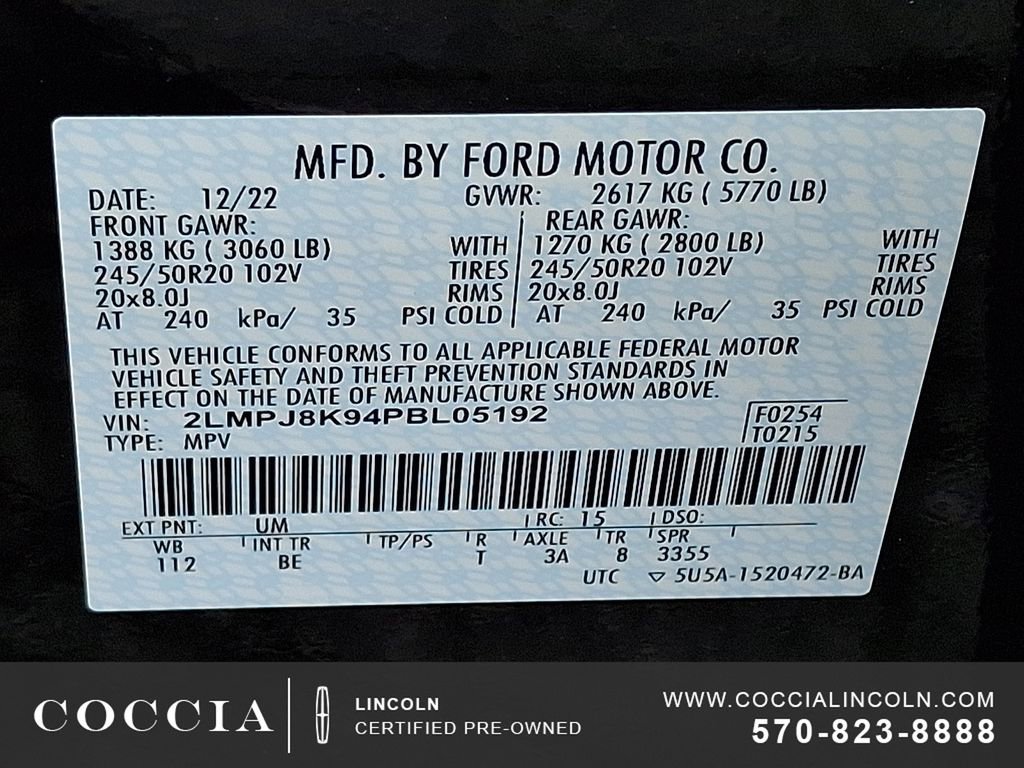 MFD. BY FORD MOTOR CO.
DATE: 12/22 GVWR: 2617 KG ( 5770 LB)
FRONT GAWR: REAR GAWR:
1388 KG ( 3060 LB) WITH 1270 KG ( 2800 LB) WITH
245/50R20 102V TIRES 245/50R20 102V TIRES
20x8.0J RIMS 20x8.0J RIMS
AT 240 kPa/ 35 PSI COLD AT 240 kPa/ 35 PSI COLD
THIS VEHICLE CONFORMS TO ALL APPLICABLE FEDERAL MOTOR
VEHICLE SAFETY AND THEFT PREVENTION STANDARDS IN
EFFECT ON THE DATE OF MANUFACTURE SHOWN ABOVE.
VIN: 2LMPJ8K94PBL05192 F0254
TYPE: MPV T0215
EXT PNT: UM RC: 15 DSO:
WB INT TR TP/PS R AXLE TR SPR
112 BE T 3A 8 3355
UTC ▽ 5U5A-1520472-BA
COCCIA LINCOLN WWW.COCCIALINCOLN.COM
CERTIFIED PRE-OWNED 570-823-8888